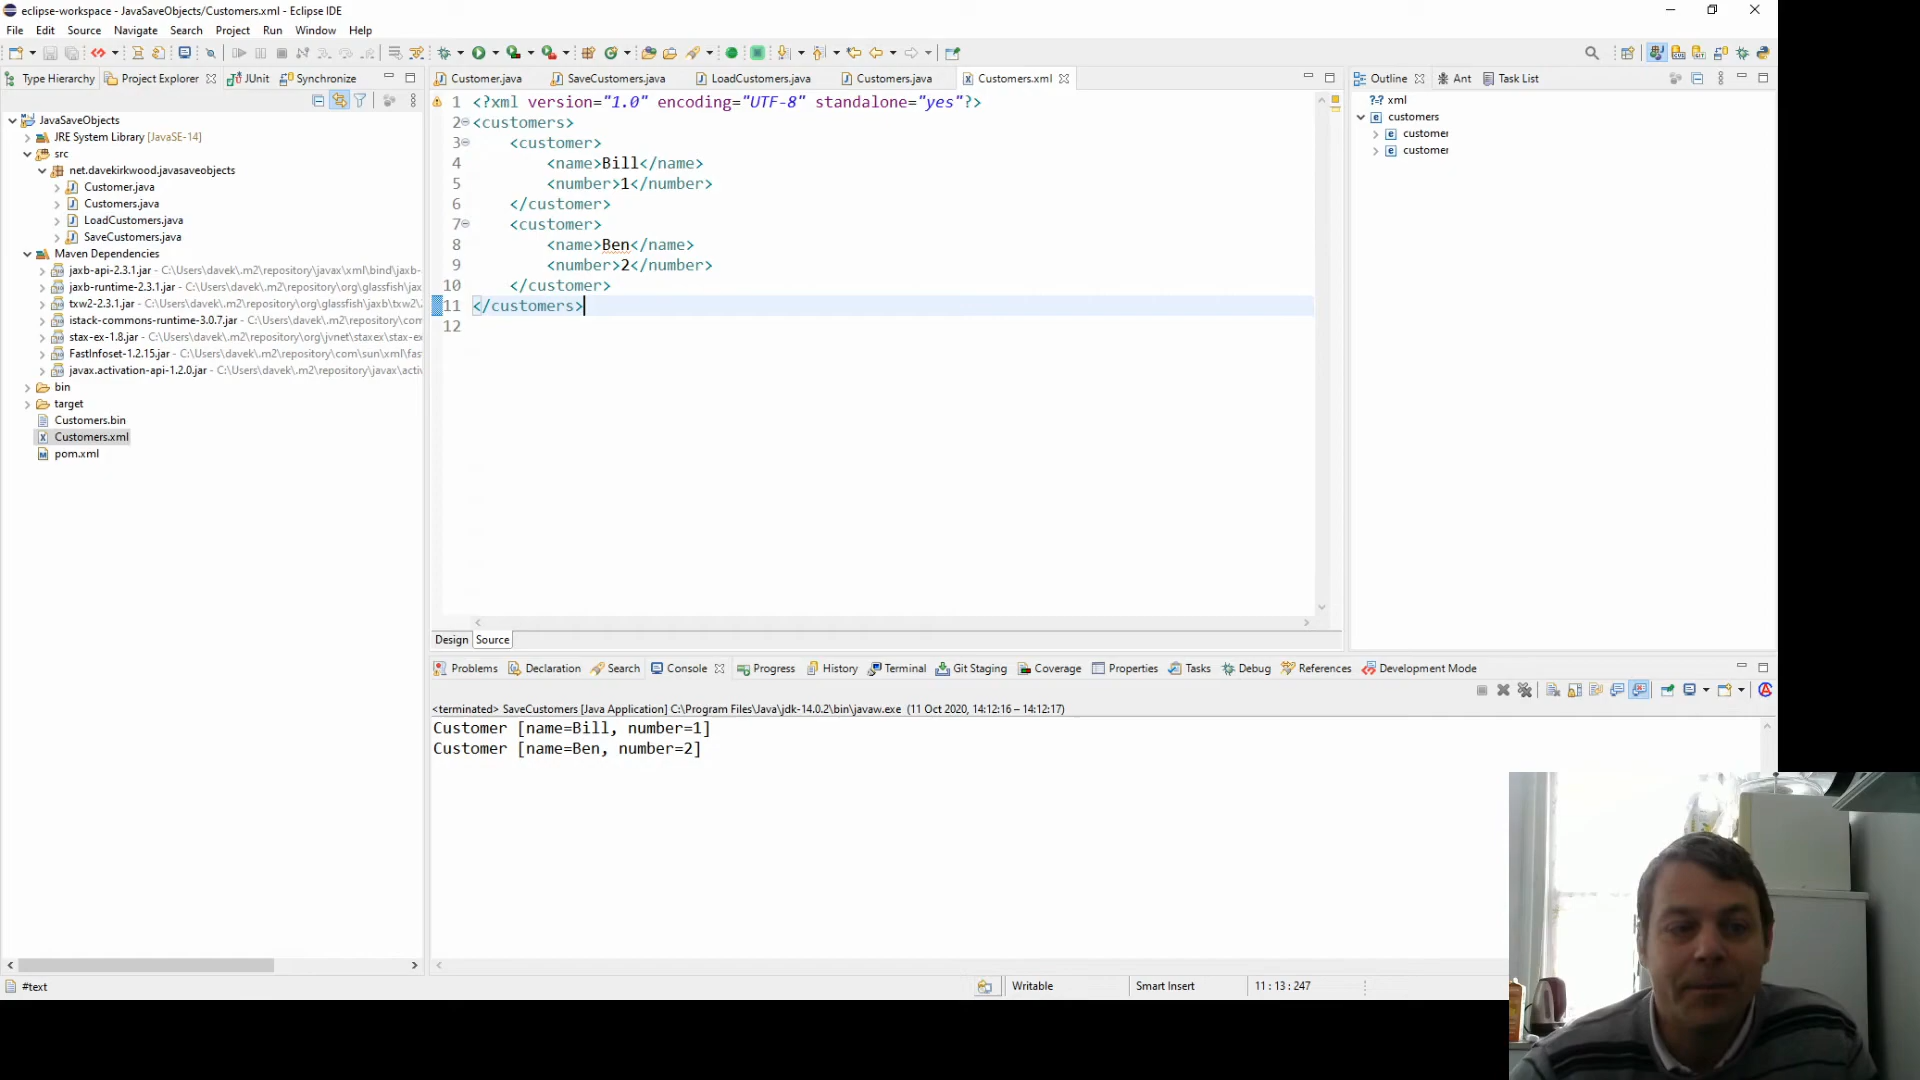 eclipse-workspace - JavaSaveObjects/Customers.xml - Eclipse IDE
File Edit Source Navigate Search Project Run Window Help
Type Hierarchy Project Explorer JUnit Synchronize
JavaSaveObjects
JRE System Library [JavaSE-14]
src
net.davekirkwood.javasaveobjects
Customer.java
Customers.java
LoadCustomers.java
SaveCustomers.java
Maven Dependencies
jaxb-api-2.3.1.jar - C:\Users\davek\.m2\repository\javax\xml\bind\jaxb-
jaxb-runtime-2.3.1.jar - C:\Users\davek\.m2\repository\org\glassfish\jax
txw2-2.3.1.jar - C:\Users\davek\.m2\repository\org\glassfish\jaxb\txw2\2
istack-commons-runtime-3.0.7.jar - C:\Users\davek\.m2\repository\com
stax-ex-1.8.jar - C:\Users\davek\.m2\repository\org\jvnet\staxex\stax-ex
FastInfoset-1.2.15.jar - C:\Users\davek\.m2\repository\com\sun\xml\fas
javax.activation-api-1.2.0.jar - C:\Users\davek\.m2\repository\javax\acti
bin
target
Customers.bin
Customers.xml
pom.xml
Customer.java SaveCustomers.java LoadCustomers.java Customers.java Customers.xml
1 <?xml version="1.0" encoding="UTF-8" standalone="yes"?>
2 <customers>
3 <customer>
4 <name>Bill</name>
5 <number>1</number>
6 </customer>
7 <customer>
8 <name>Ben</name>
9 <number>2</number>
10 </customer>
11 </customers>
12
Design Source
Outline Ant Task List
?=? xml
customers
customer
customer
Problems Declaration Search Console Progress History Terminal Git Staging Coverage Properties Tasks Debug References Development Mode
<terminated> SaveCustomers [Java Application] C:\Program Files\Java\jdk-14.0.2\bin\javaw.exe (11 Oct 2020, 14:12:16 – 14:12:17)
Customer [name=Bill, number=1]
Customer [name=Ben, number=2]
#text Writable Smart Insert 11 : 13 : 247